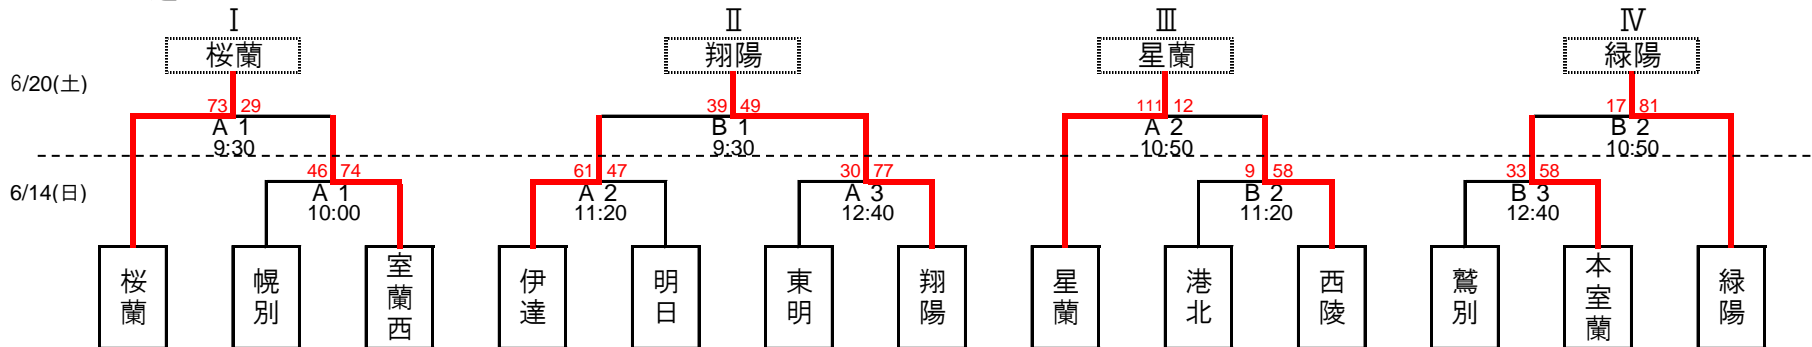 Ⅰ Ⅱ Ⅲ Ⅳ
桜蘭 翔陽 星蘭 緑陽
6/20(土)
73 29 39 49 111 12 17 81
A 1 B 1 A 2 B 2
9:30 9:30 10:50 10:50
46 74 61 47 30 77 9 58 33 58
6/14(日)
A 1 A 2 A 3 B 2 B 3
10:00 11:20 12:40 11:20 12:40
桜蘭 幌別 室蘭西 伊達 明日 東明 翔陽 星蘭 港北 西陵 鷲別 本室蘭 緑陽